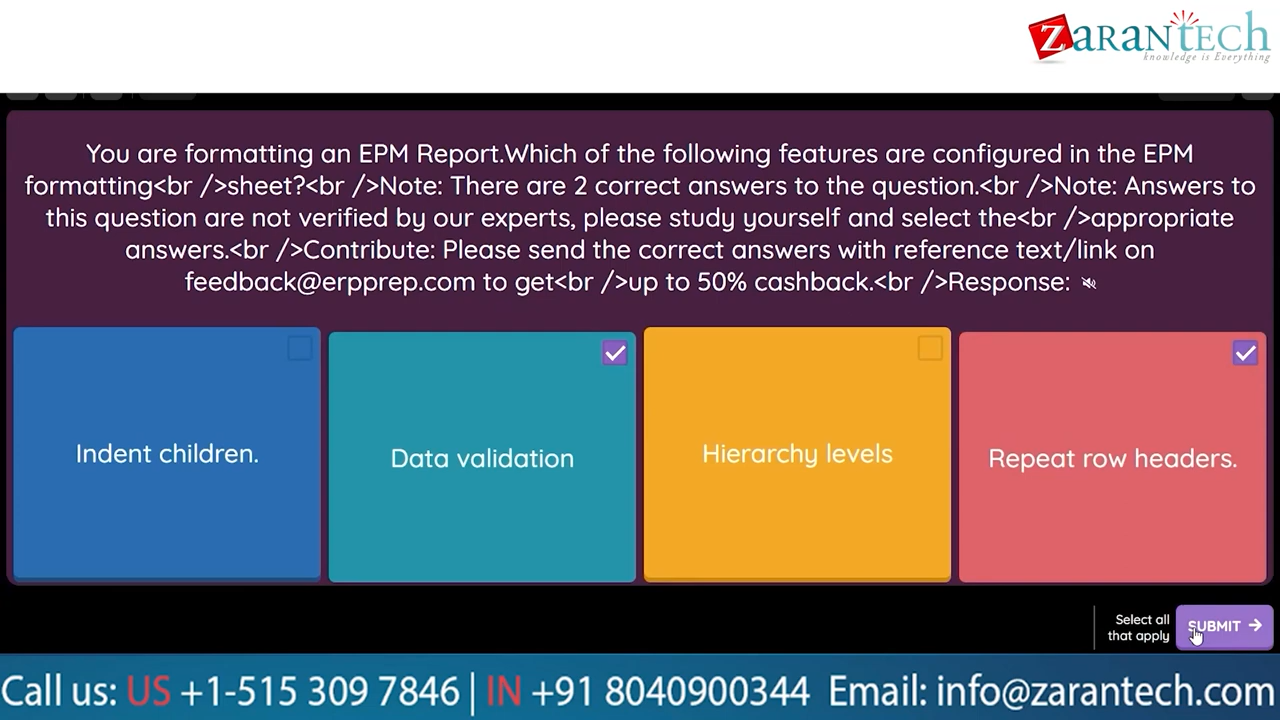 ZARANTECH
knowledge is Everything
You are formatting an EPM Report.Which of the following features are configured in the EPM
formatting<br />sheet?<br />Note: There are 2 correct answers to the question.<br />Note: Answers to
this question are not verified by our experts, please study yourself and select the<br />appropriate
answers.<br />Contribute: Please send the correct answers with reference text/link on
feedback@erpprep.com to get<br />up to 50% cashback.<br />Response:
Indent children.
Data validation
Hierarchy levels
Repeat row headers.
Select all
that apply
SUBMIT
Call us: US +1-515 309 7846 | IN +91 8040900344 Email: info@zarantech.com